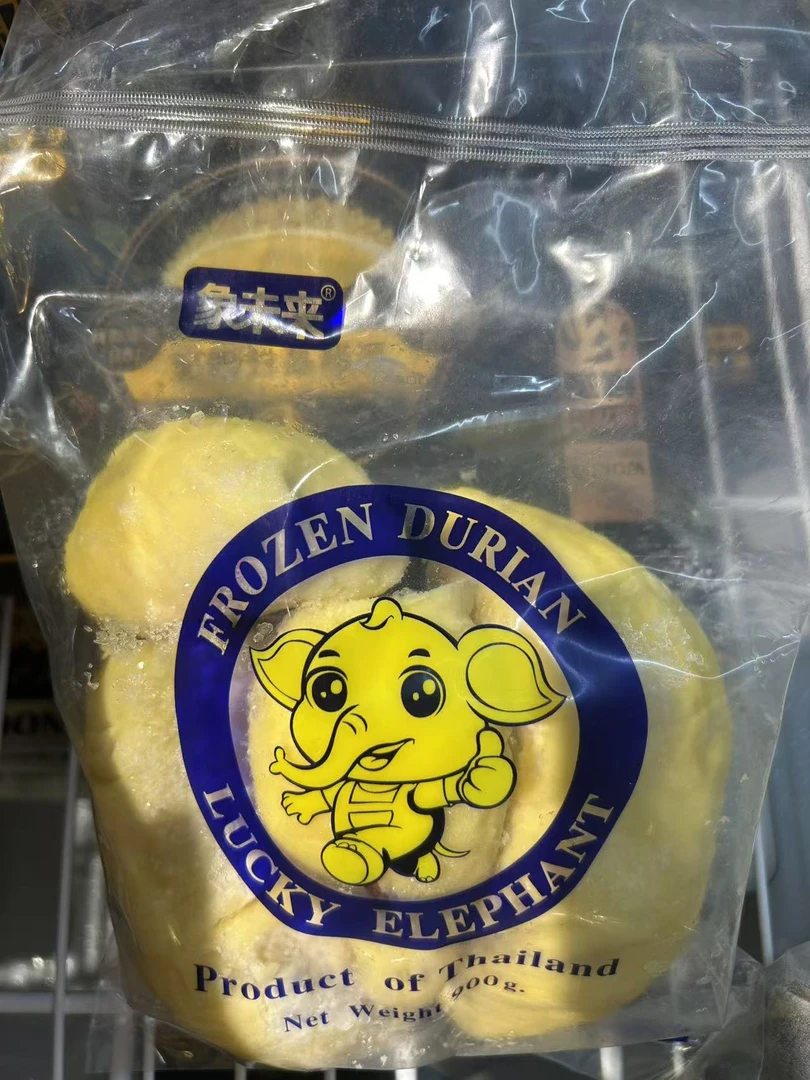 象未来®
FROZEN DURIAN
LUCKY ELEPHANT
Product of Thailand
Net Weight 900g.